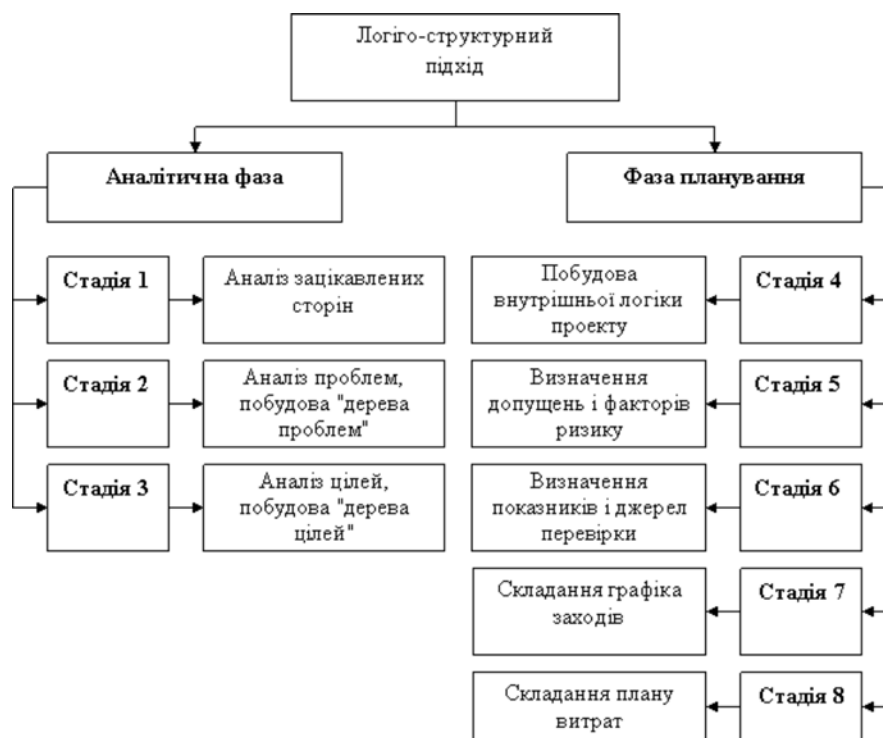 Логіго-структурний
підхід
Аналітична фаза
Фаза планування
Стадія 1
Аналіз зацікавлених
сторін
Стадія 2
Аналіз проблем,
побудова "дерева
проблем"
Стадія 3
Аналіз цілей,
побудова "дерева
цілей"
Побудова
внутрішньої логіки
проекту
Стадія 4
Визначення
допущень і факторів
ризику
Стадія 5
Визначення
показників і джерел
перевірки
Стадія 6
Складання графіка
заходів
Стадія 7
Складання плану
витрат
Стадія 8